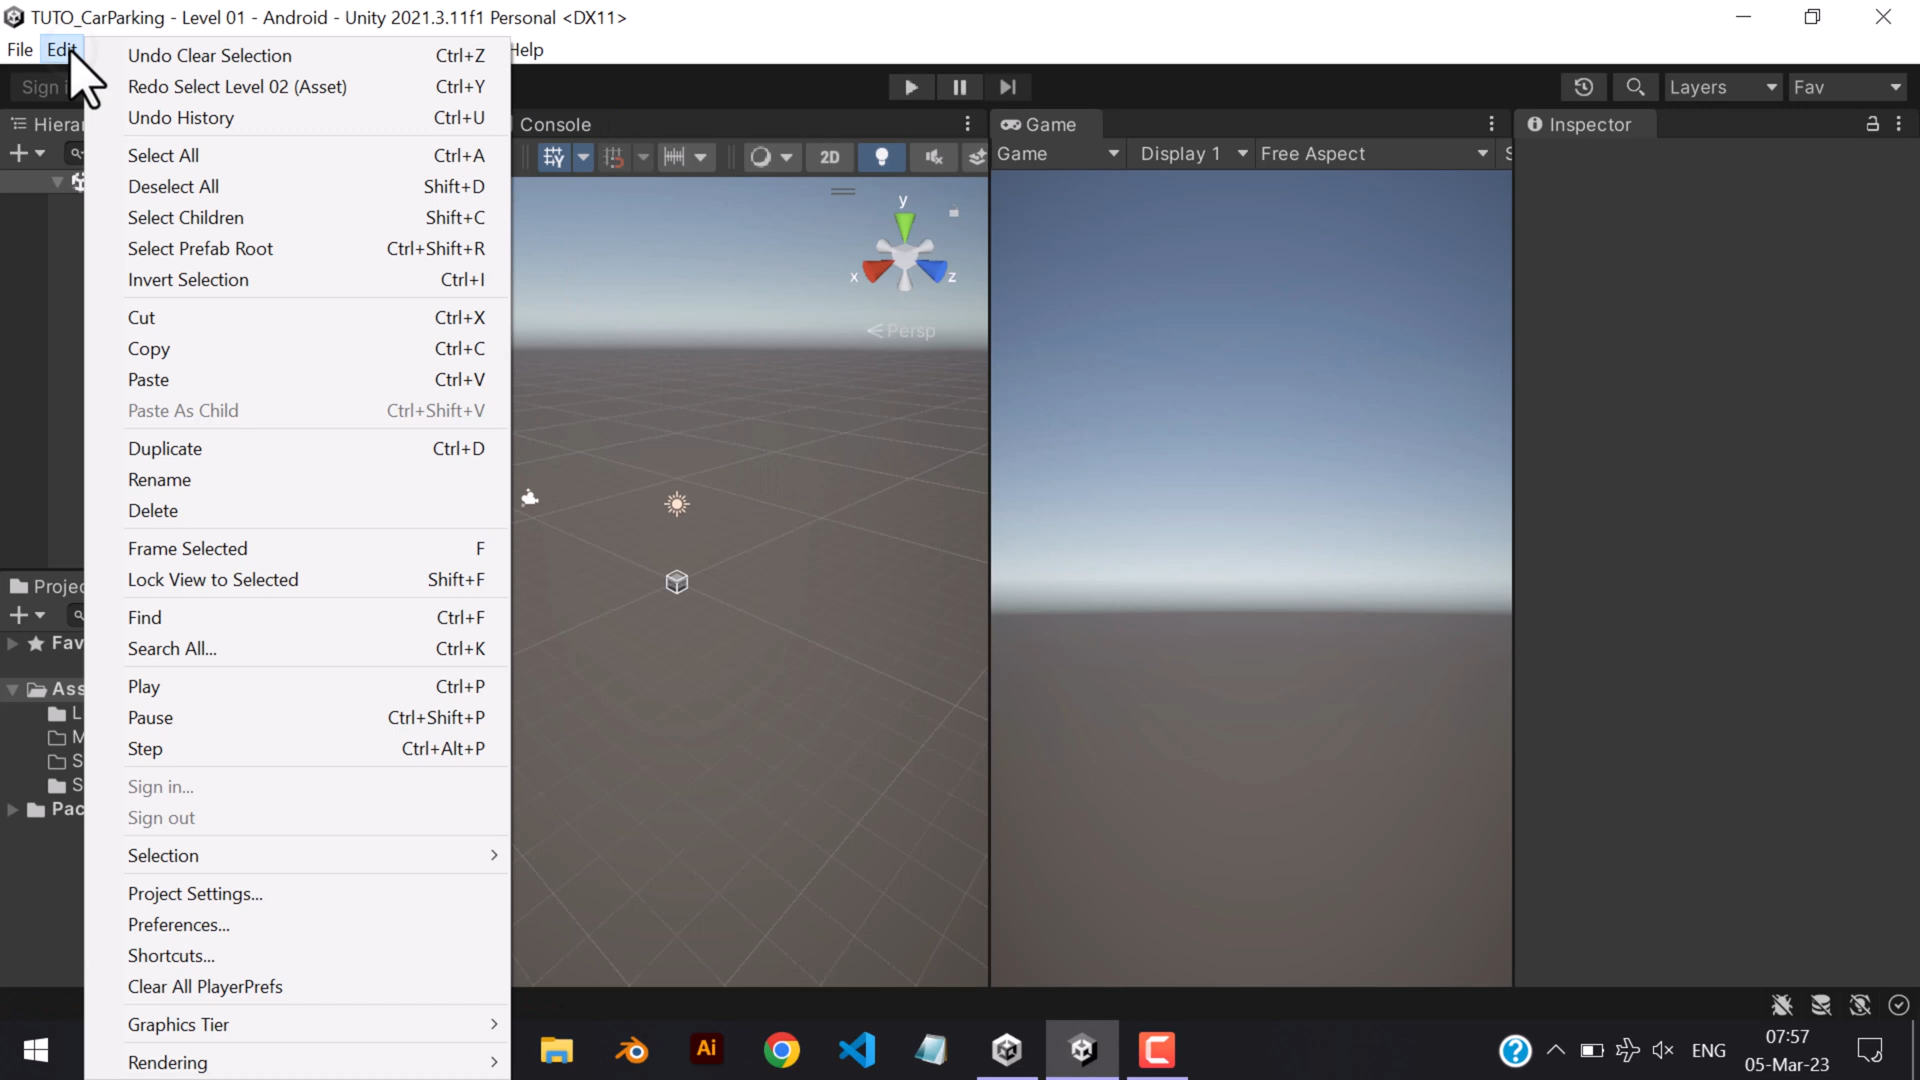 TUTO_CarParking - Level 01 - Android - Unity 2021.3.11f1 Personal <DX11>
File Edit
Undo Clear Selection Ctrl+Z
Redo Select Level 02 (Asset) Ctrl+Y
Undo History Ctrl+U
Select All Ctrl+A
Deselect All Shift+D
Select Children Shift+C
Select Prefab Root Ctrl+Shift+R
Invert Selection Ctrl+I
Cut Ctrl+X
Copy Ctrl+C
Paste Ctrl+V
Paste As Child Ctrl+Shift+V
Duplicate Ctrl+D
Rename
Delete
Frame Selected F
Lock View to Selected Shift+F
Find Ctrl+F
Search All... Ctrl+K
Play Ctrl+P
Pause Ctrl+Shift+P
Step Ctrl+Alt+P
Sign in...
Sign out
Selection
Project Settings...
Preferences...
Shortcuts...
Clear All PlayerPrefs
Graphics Tier
Rendering
Help
Sign i
Hierar
Projec
Fav
Ass
L
M
S
S
Pac
Console
2D
y
x z
Persp
Game
Game Display 1 Free Aspect S
Layers Fav
Inspector
Ai
ENG
07:57
05-Mar-23